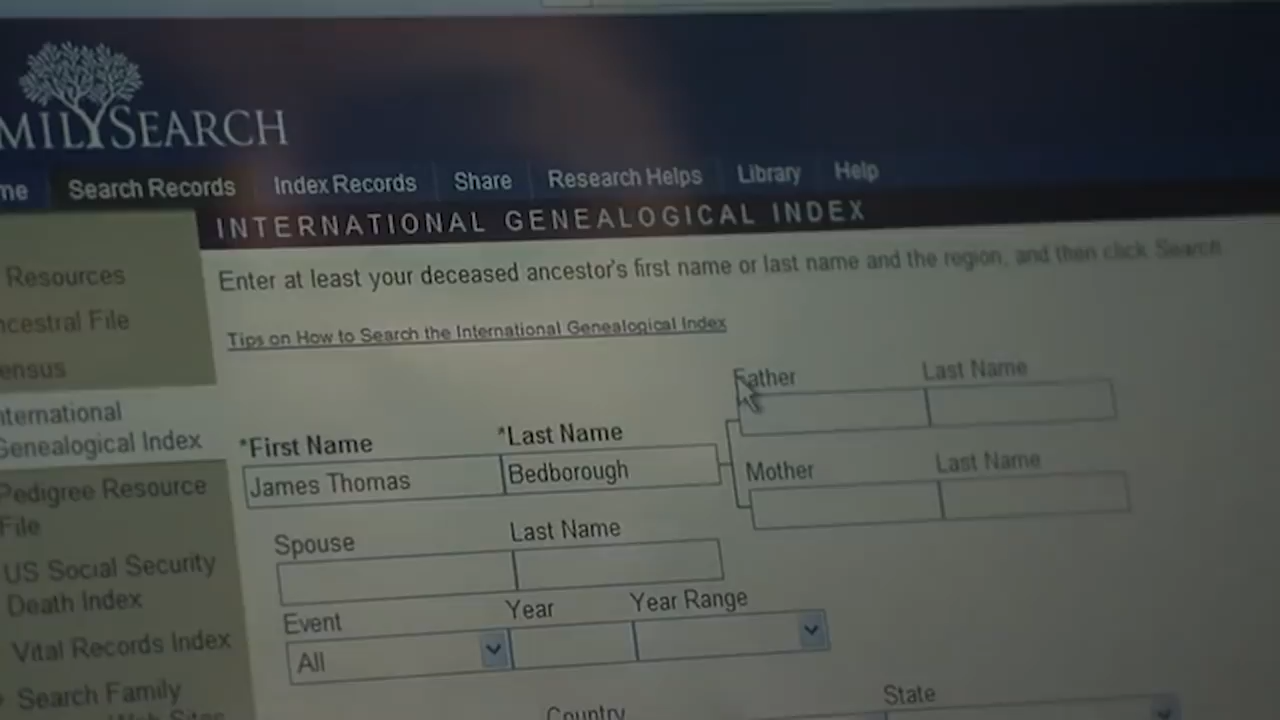 MILYSEARCH
me Search Records Index Records Share Research Helps Library Help
INTERNATIONAL GENEALOGICAL INDEX
Enter at least your deceased ancestor's first name or last name and the region, and then click Search
Tips on How to Search the International Genealogical Index
Resources
ncestral File
ensus
nternational
Genealogical Index
Pedigree Resource
File
US Social Security
Death Index
Vital Records Index
Search Family
Web Sites
Father Last Name
*First Name *Last Name
James Thomas Bedborough
Mother Last Name
Spouse Last Name
Event Year Year Range
All
Country State